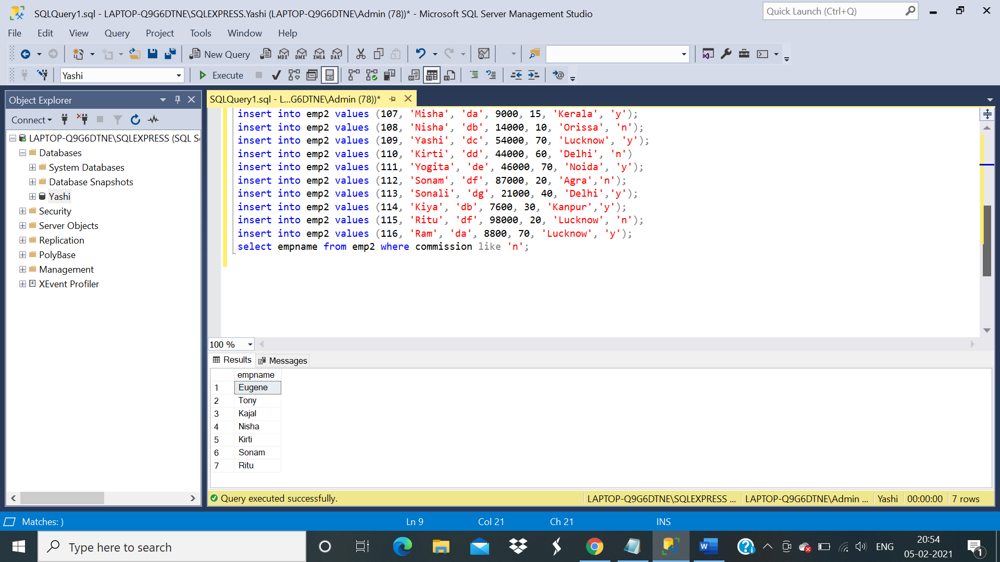 SQLQuery1.sql - LAPTOP-Q9G6DTNE\SQLEXPRESS.Yashi (LAPTOP-Q9G6DTNE\Admin (78))* - Microsoft SQL Server Management Studio
Quick Launch (Ctrl+Q)
File Edit View Query Project Tools Window Help
New Query MDX DMX XMLA DAX
Yashi Execute
Object Explorer
Connect
LAPTOP-Q9G6DTNE\SQLEXPRESS (SQL S
Databases
System Databases
Database Snapshots
Yashi
Security
Server Objects
Replication
PolyBase
Management
XEvent Profiler
SQLQuery1.sql - L...G6DTNE\Admin (78))*
insert into emp2 values (107, 'Misha', 'da', 9000, 15, 'Kerala', 'y');
insert into emp2 values (108, 'Nisha', 'db', 14000, 10, 'Orissa', 'n');
insert into emp2 values (109, 'Yashi', 'dc', 54000, 70, 'Lucknow', 'y');
insert into emp2 values (110, 'Kirti', 'dd', 44000, 60, 'Delhi', 'n')
insert into emp2 values (111, 'Yogita', 'de', 46000, 70, 'Noida', 'y');
insert into emp2 values (112, 'Sonam', 'df', 87000, 20, 'Agra','n');
insert into emp2 values (113, 'Sonali', 'dg', 21000, 40, 'Delhi','y');
insert into emp2 values (114, 'Kiya', 'db', 7600, 30, 'Kanpur','y');
insert into emp2 values (115, 'Ritu', 'df', 98000, 20, 'Lucknow', 'n');
insert into emp2 values (116, 'Ram', 'da', 8800, 70, 'Lucknow', 'y');
select empname from emp2 where commission like 'n';
100 %
Results Messages
empname
1 Eugene
2 Tony
3 Kajal
4 Nisha
5 Kirti
6 Sonam
7 Ritu
Query executed successfully. LAPTOP-Q9G6DTNE\SQLEXPRESS ... LAPTOP-Q9G6DTNE\Admin ... Yashi 00:00:00 7 rows
Matches: ) Ln 9 Col 21 Ch 21 INS
Type here to search
ENG
20:54
05-02-2021
1